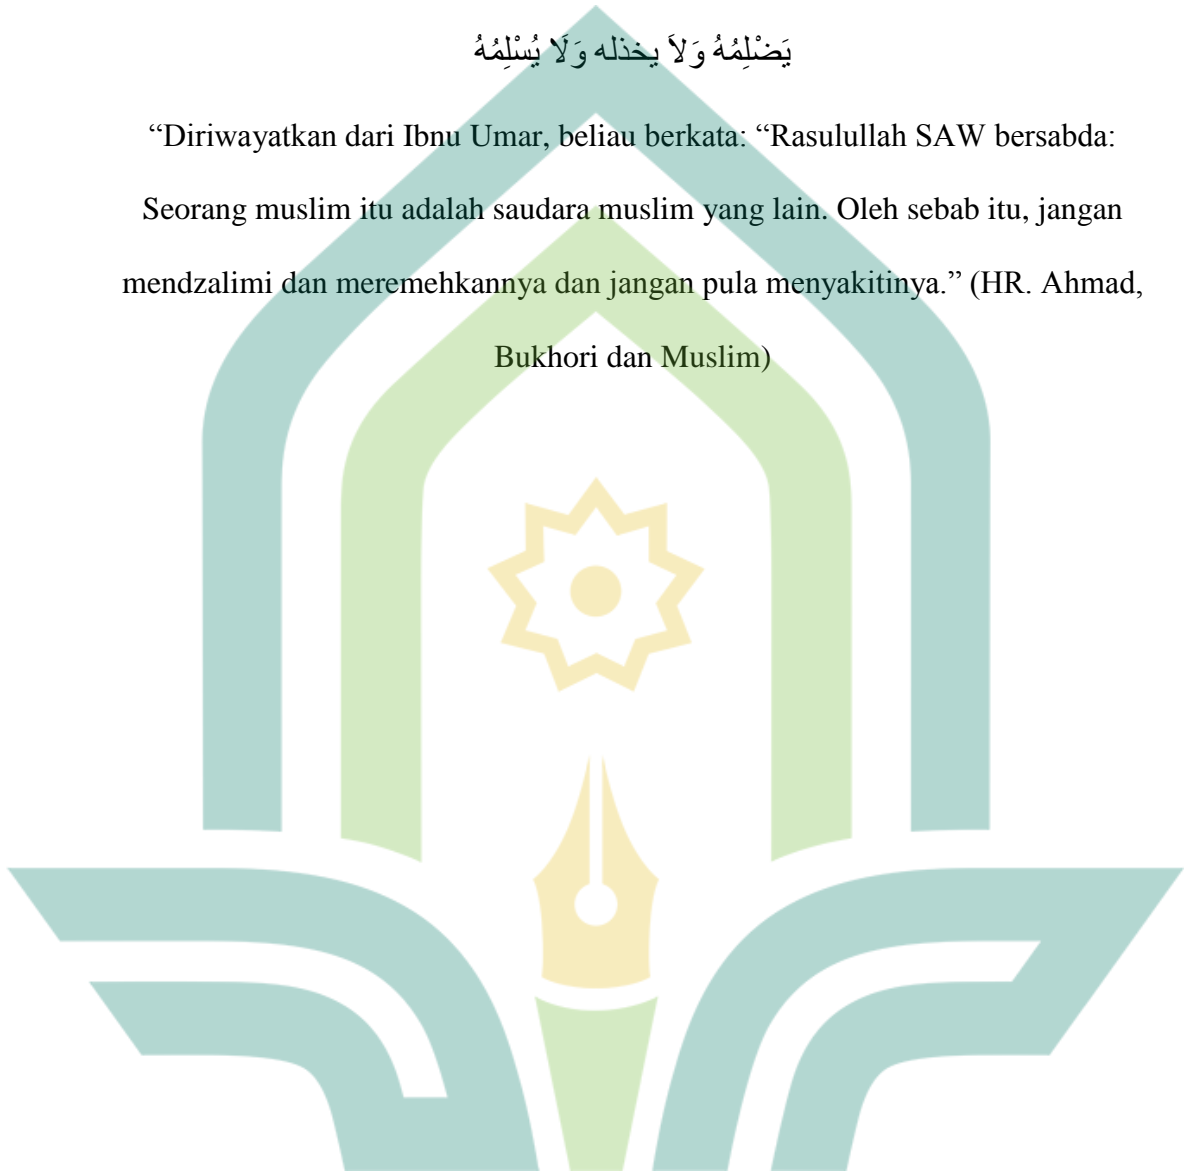 يَضْلِمُهُ وَلاَ يخذله وَلَا يُسْلِمُهُ
“Diriwayatkan dari Ibnu Umar, beliau berkata: “Rasulullah SAW bersabda:
Seorang muslim itu adalah saudara muslim yang lain. Oleh sebab itu, jangan
mendzalimi dan meremehkannya dan jangan pula menyakitinya.” (HR. Ahmad,
Bukhori dan Muslim)